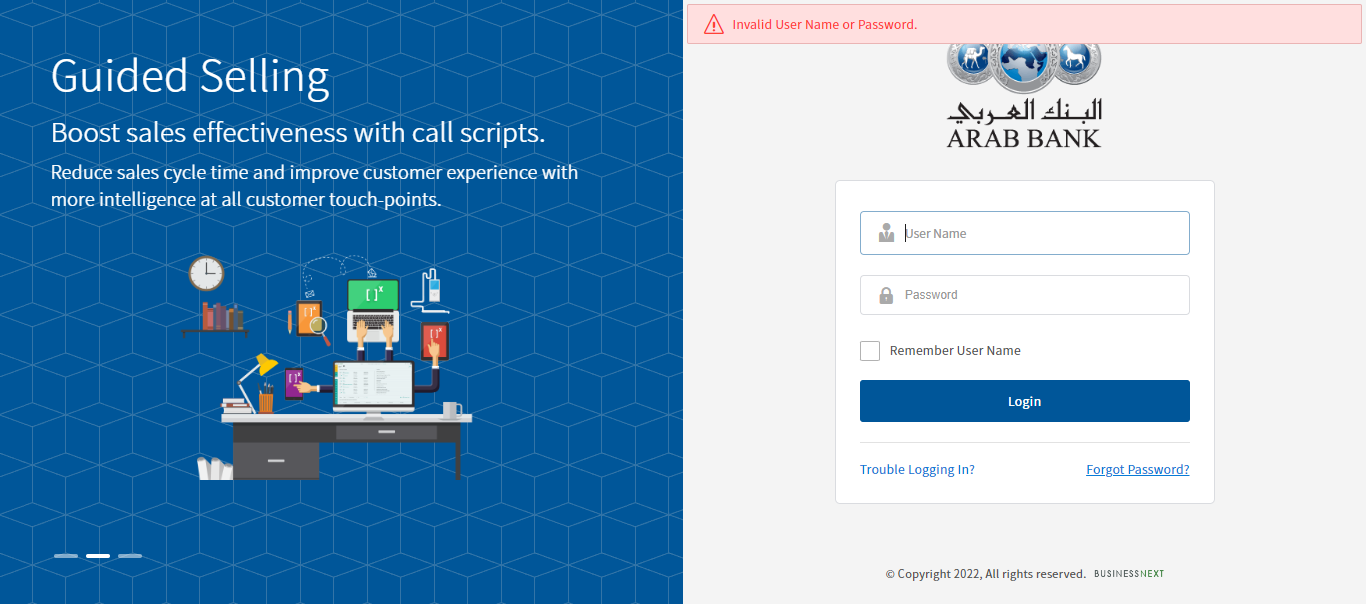 Guided Selling
Boost sales effectiveness with call scripts.
Reduce sales cycle time and improve customer experience with
more intelligence at all customer touch-points.
[ ]x
[ ]x
[ ]x
[ ]x
Invalid User Name or Password.
البنك العربي
ARAB BANK
User Name
Password
Remember User Name
Login
Trouble Logging In?
Forgot Password?
© Copyright 2022, All rights reserved. BUSINESSNEXT